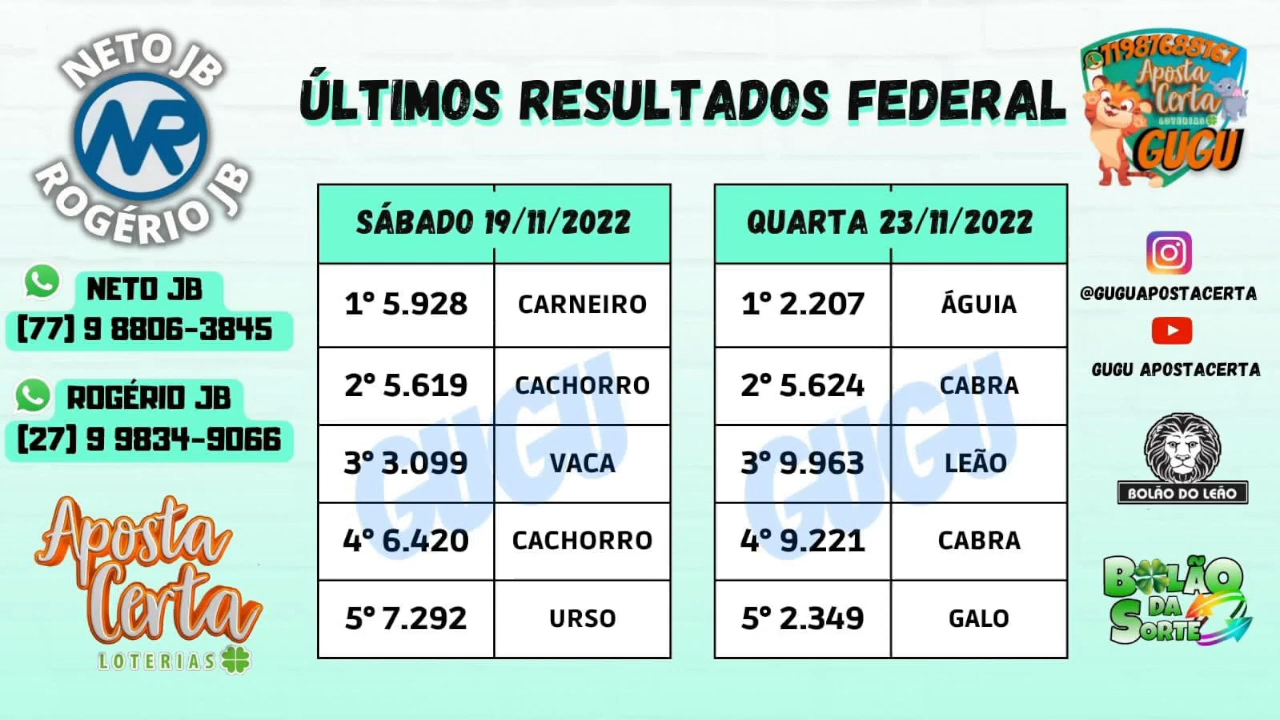 NETO JB
NR
ROGÉRIO JB
ÚLTIMOS RESULTADOS FEDERAL
11987688761
Aposta
Certa
LOTERIAS
GUGU
NETO JB
[77] 9 8806-3845
ROGÉRIO JB
[27] 9 9834-9066
Aposta
Certa
LOTERIAS
SÁBADO 19/11/2022
1° 5.928 CARNEIRO
2° 5.619 CACHORRO
3° 3.099 VACA
4° 6.420 CACHORRO
5° 7.292 URSO
GUGU
QUARTA 23/11/2022
1° 2.207 ÁGUIA
2° 5.624 CABRA
3° 9.963 LEÃO
4° 9.221 CABRA
5° 2.349 GALO
GUGU
@GUGUAPOSTACERTA
GUGU APOSTACERTA
BOLÃO DO LEÃO
BOLÃO
DA
SORTE